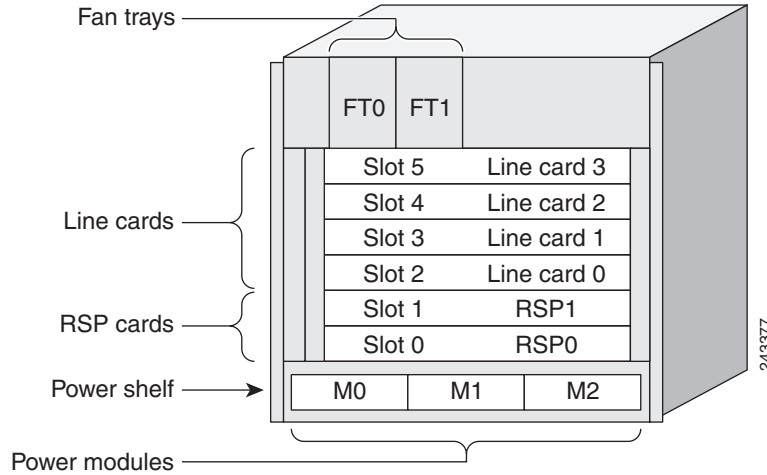 Fan trays
FT0 FT1
Slot 5 Line card 3
Slot 4 Line card 2
Line cards
Slot 3 Line card 1
Slot 2 Line card 0
Slot 1 RSP1
RSP cards
Slot 0 RSP0
Power shelf
M0 M1 M2
Power modules
243377